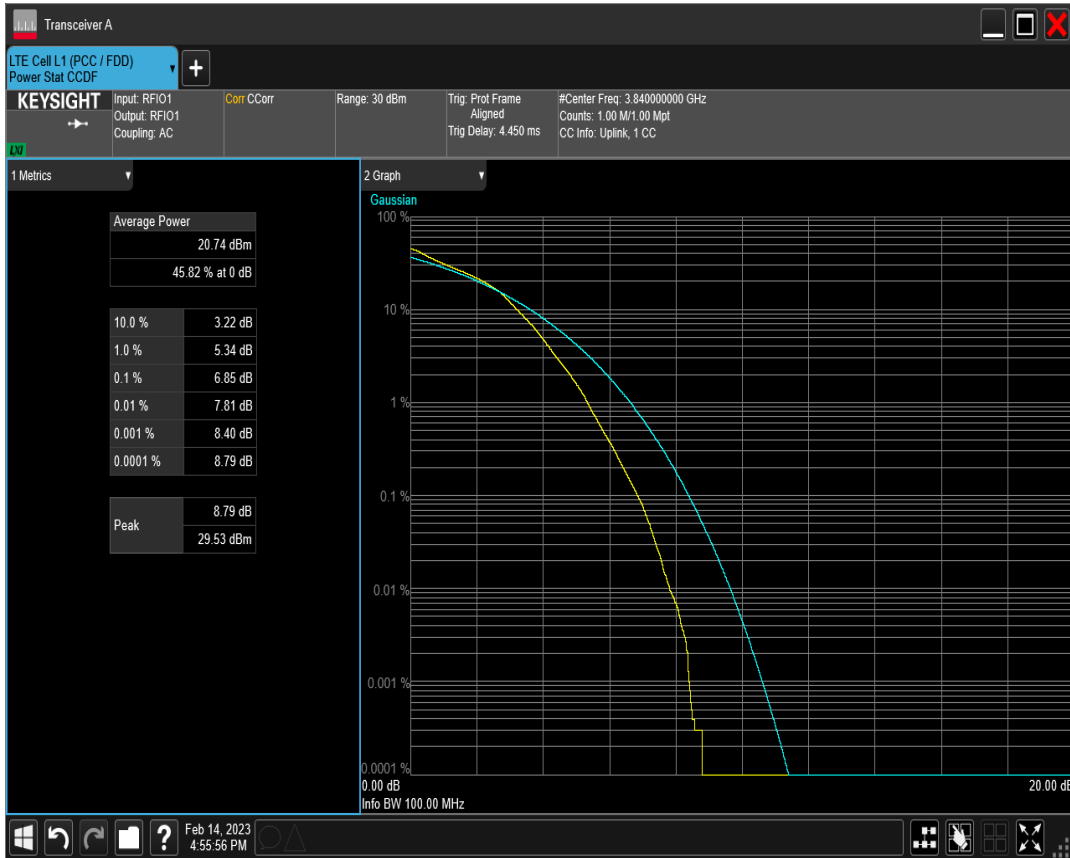 Transceiver A
LTE Cell L1 (PCC / FDD)
Power Stat CCDF
+
KEYSIGHT
LXI
Input: RFIO1
Output: RFIO1
Coupling: AC
Corr CCorr
Range: 30 dBm
Trig: Prot Frame
Aligned
Trig Delay: 4.450 ms
#Center Freq: 3.840000000 GHz
Counts: 1.00 M/1.00 Mpt
CC Info: Uplink, 1 CC
1 Metrics
Average Power
20.74 dBm
45.82 % at 0 dB
10.0 % 3.22 dB
1.0 % 5.34 dB
0.1 % 6.85 dB
0.01 % 7.81 dB
0.001 % 8.40 dB
0.0001 % 8.79 dB
Peak
8.79 dB
29.53 dBm
2 Graph
Gaussian
100 %
10 %
1 %
0.1 %
0.01 %
0.001 %
0.0001 %
0.00 dB
20.00 dB
Info BW 100.00 MHz
?
Feb 14, 2023
4:55:56 PM